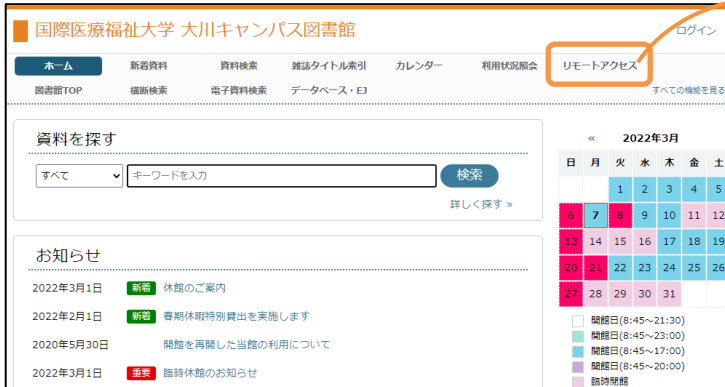 国際医療福祉大学 大川キャンパス図書館
ログイン
ホーム 新着資料 資料検索 雑誌タイトル索引 カレンダー 利用状況照会 リモートアクセス
図書館TOP 横断検索 電子資料検索 データベース・EJ すべての機能を見る
資料を探す
すべて キーワードを入力 検索
詳しく探す »
お知らせ
2022年3月1日 新着 休館のご案内
2022年2月1日 新着 春期休暇特別貸出を実施します
2020年5月30日 開館を再開した当館の利用について
2022年3月1日 重要 臨時休館のお知らせ
« 2022年3月
日 月 火 水 木 金 土
1 2 3 4 5
6 7 8 9 10 11 12
13 14 15 16 17 18 19
20 21 22 23 24 25 26
27 28 29 30 31
開館日(8:45～21:30)
開館日(8:45～23:00)
開館日(8:45～17:00)
開館日(8:45～20:00)
臨時閉館